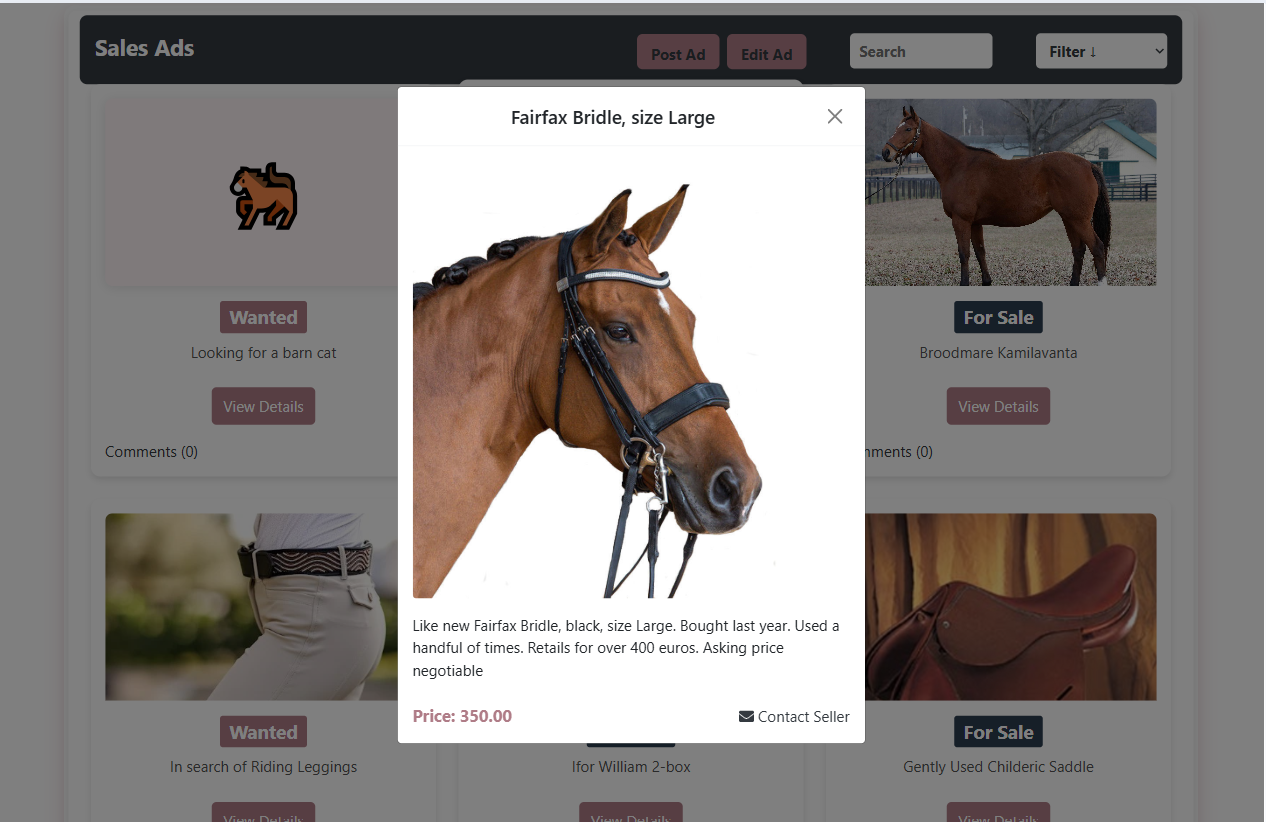 Sales Ads
Post Ad
Edit Ad
Search
Filter ↓
Fairfax Bridle, size Large
Wanted
Looking for a barn cat
View Details
Comments (0)
For Sale
Broodmare Kamilavanta
View Details
mments (0)
Like new Fairfax Bridle, black, size Large. Bought last year. Used a
handful of times. Retails for over 400 euros. Asking price
negotiable
Price: 350.00
Contact Seller
Wanted
In search of Riding Leggings
View Details
Ifor William 2-box
View Details
For Sale
Gently Used Childeric Saddle
View Details